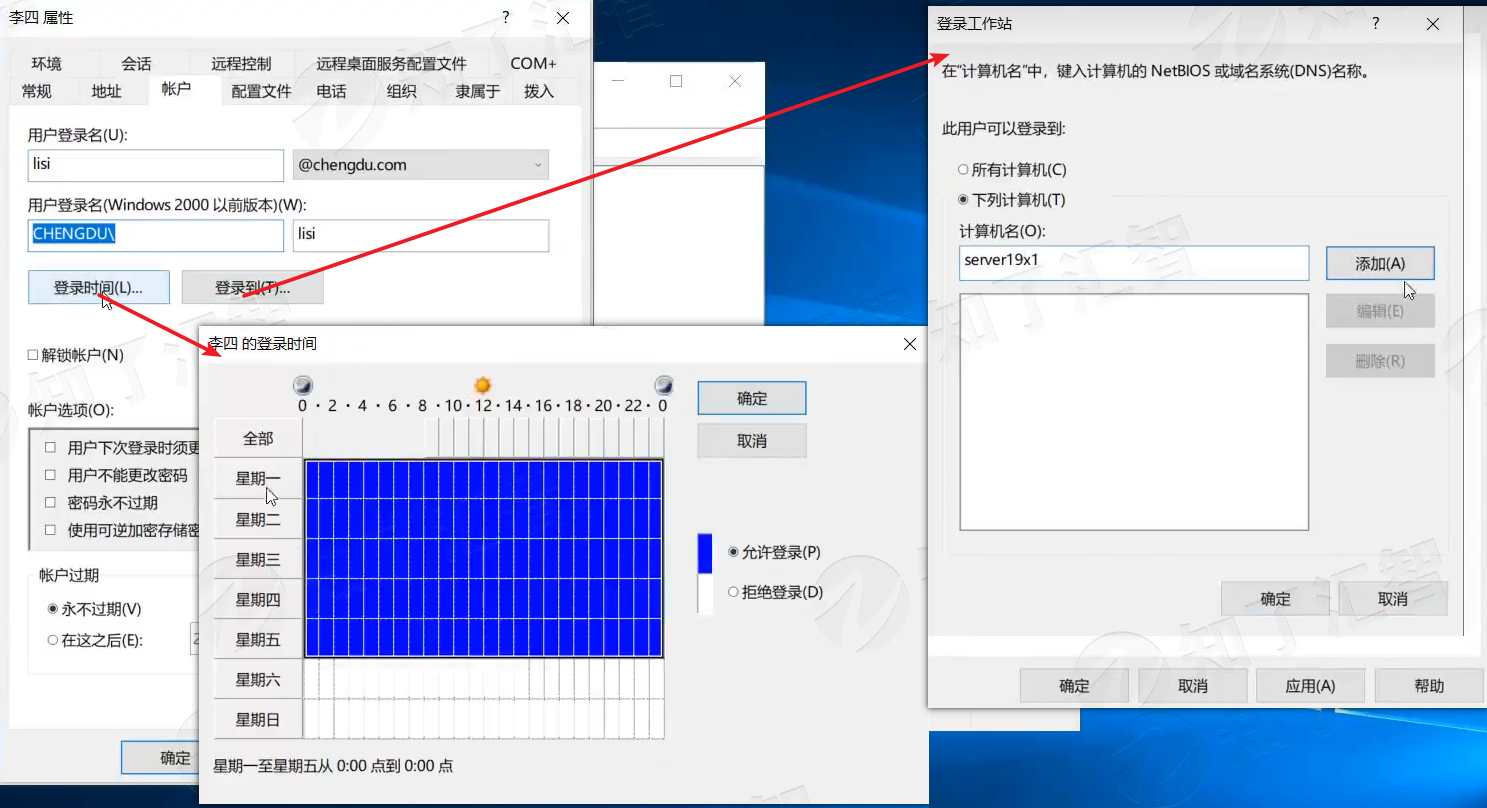 李四 属性
?
环境 会话 远程控制 远程桌面服务配置文件 COM+
常规 地址 帐户 配置文件 电话 组织 隶属于 拨入
用户登录名(U):
lisi @chengdu.com
用户登录名(Windows 2000 以前版本)(W):
CHENGDU\ lisi
登录时间(L)... 登录到(T)...
解锁帐户(N)
帐户选项(O):
用户下次登录时须更
用户不能更改密码
密码永不过期
使用可逆加密存储密
帐户过期
永不过期(V)
在这之后(E): 2
确定
李四 的登录时间
0 · 2 · 4 · 6 · 8 · 10 · 12 · 14 · 16 · 18 · 20 · 22 · 0
全部
星期一
星期二
星期三
星期四
星期五
星期六
星期日
确定
取消
允许登录(P)
拒绝登录(D)
星期一至星期五从 0:00 点到 0:00 点
登录工作站
?
在“计算机名”中，键入计算机的 NetBIOS 或域名系统(DNS)名称。
此用户可以登录到:
所有计算机(C)
下列计算机(T)
计算机名(O):
server19x1
添加(A)
编辑(E)
删除(R)
确定 取消
确定 取消 应用(A) 帮助
知了汇智
知了汇智